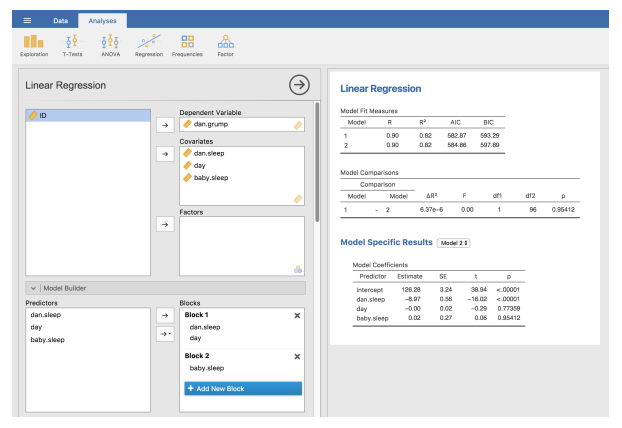 Data Analyses
Exploration T-Tests ANOVA Regression Frequencies Factor
Linear Regression
ID
Dependent Variable
dan.grump
Covariates
dan.sleep
day
baby.sleep
Factors
Model Builder
Predictors
dan.sleep
day
baby.sleep
Blocks
Block 1
dan.sleep
day
Block 2
baby.sleep
+ Add New Block
Linear Regression
Model Fit Measures
Model R R² AIC BIC
1 0.90 0.82 582.87 593.29
2 0.90 0.82 584.86 597.89
Model Comparisons
Comparison
Model Model ΔR² F df1 df2 p
1 - 2 6.37e−6 0.00 1 96 0.95412
Model Specific Results Model 2
Model Coefficients
Predictor Estimate SE t p
Intercept 126.28 3.24 38.94 <.00001
dan.sleep −8.97 0.56 −16.02 <.00001
day −0.00 0.02 −0.29 0.77359
baby.sleep 0.02 0.27 0.06 0.95412